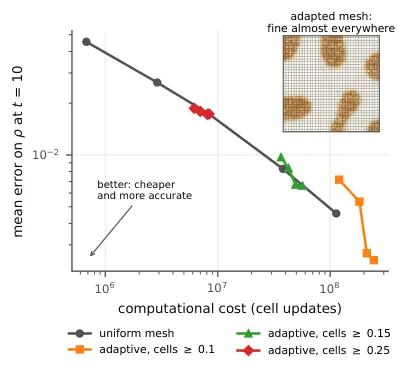 adapted mesh:
fine almost everywhere
mean error on ρ at t = 10
10⁻²
better: cheaper
and more accurate
10⁶
10⁷
10⁸
computational cost (cell updates)
uniform mesh
adaptive, cells ≥ 0.1
adaptive, cells ≥ 0.15
adaptive, cells ≥ 0.25